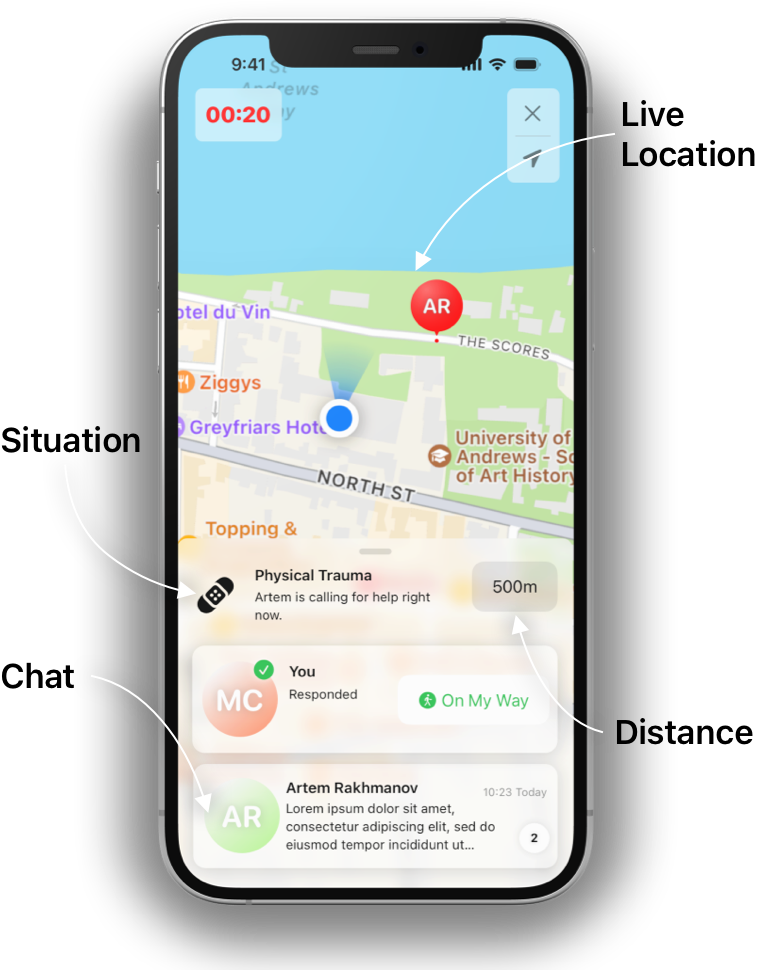 9:41
St
Andrews
00:20
Live
Location
otel du Vin
AR
THE SCORES
Ziggys
Greyfriars Hote
Situation
University of
Andrews - Sc
of Art History
NORTH ST
Topping &
Physical Trauma
Artem is calling for help right
now.
500m
You
Responded
MC
On My Way
Chat
Distance
Artem Rakhmanov
10:23 Today
AR
Lorem ipsum dolor sit amet,
consectetur adipiscing elit, sed do
eiusmod tempor incididunt ut...
2